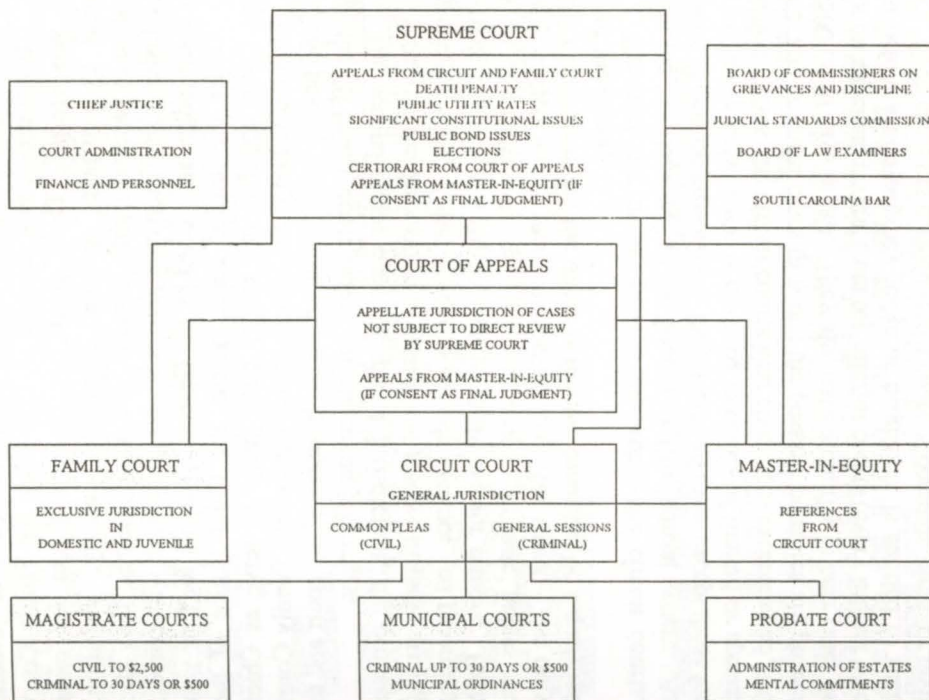 SUPREME COURT
APPEALS FROM CIRCUIT AND FAMILY COURT
DEATH PENALTY
PUBLIC UTILITY RATES
SIGNIFICANT CONSTITUTIONAL ISSUES
PUBLIC BOND ISSUES
ELECTIONS
CERTIORARI FROM COURT OF APPEALS
APPEALS FROM MASTER-IN-EQUITY (IF
CONSENT AS FINAL JUDGMENT)
CHIEF JUSTICE
COURT ADMINISTRATION
FINANCE AND PERSONNEL
BOARD OF COMMISSIONERS ON
GRIEVANCES AND DISCIPLINE
JUDICIAL STANDARDS COMMISSION
BOARD OF LAW EXAMINERS
SOUTH CAROLINA BAR
COURT OF APPEALS
APPELLATE JURISDICTION OF CASES
NOT SUBJECT TO DIRECT REVIEW
BY SUPREME COURT
APPEALS FROM MASTER-IN-EQUITY
(IF CONSENT AS FINAL JUDGMENT)
FAMILY COURT
EXCLUSIVE JURISDICTION
IN
DOMESTIC AND JUVENILE
CIRCUIT COURT
GENERAL JURISDICTION
COMMON PLEAS
(CIVIL)
GENERAL SESSIONS
(CRIMINAL)
MASTER-IN-EQUITY
REFERENCES
FROM
CIRCUIT COURT
MAGISTRATE COURTS
CIVIL TO $2,500
CRIMINAL TO 30 DAYS OR $500
MUNICIPAL COURTS
CRIMINAL UP TO 30 DAYS OR $500
MUNICIPAL ORDINANCES
PROBATE COURT
ADMINISTRATION OF ESTATES
MENTAL COMMITMENTS